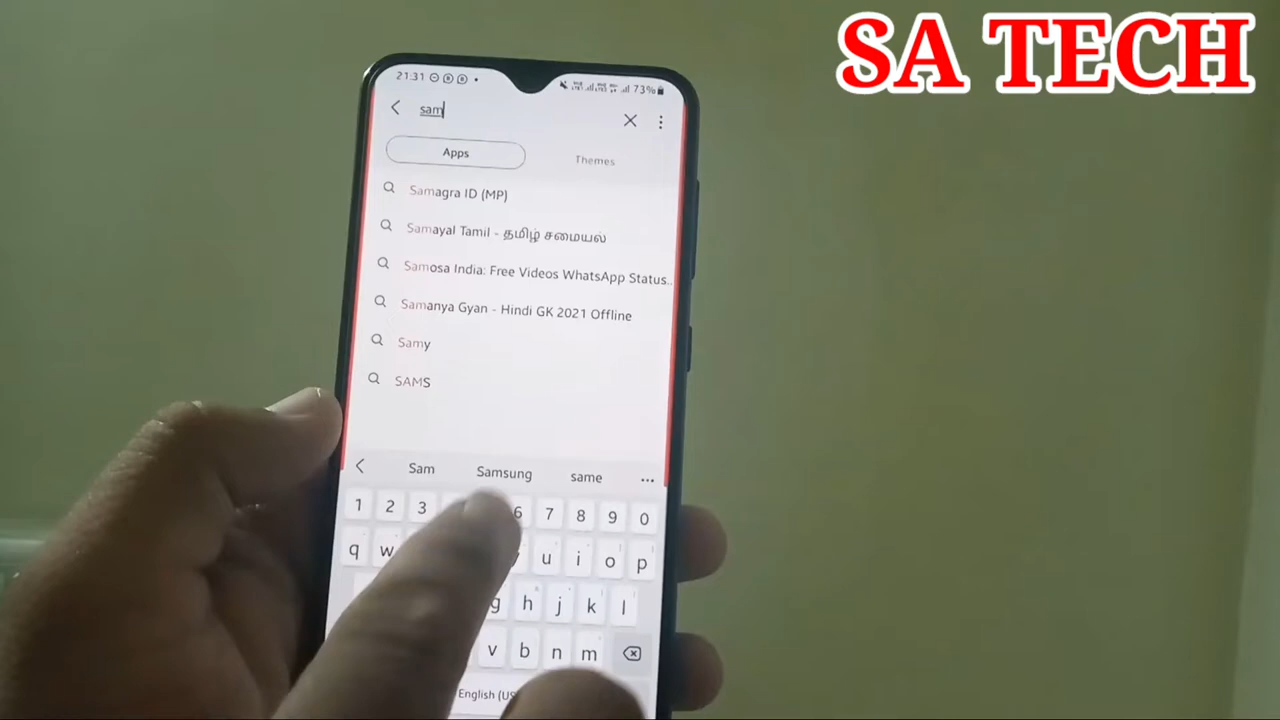 SA TECH
21:31
73%
sam
Apps
Themes
Samagra ID (MP)
Samayal Tamil - தமிழ் சமையல்
Samosa India: Free Videos WhatsApp Status..
Samanya Gyan - Hindi GK 2021 Offline
Samy
SAMS
Sam Samsung same
1 2 3 6 7 8 9 0
q w u i o p
g h j k l
v b n m
English (US